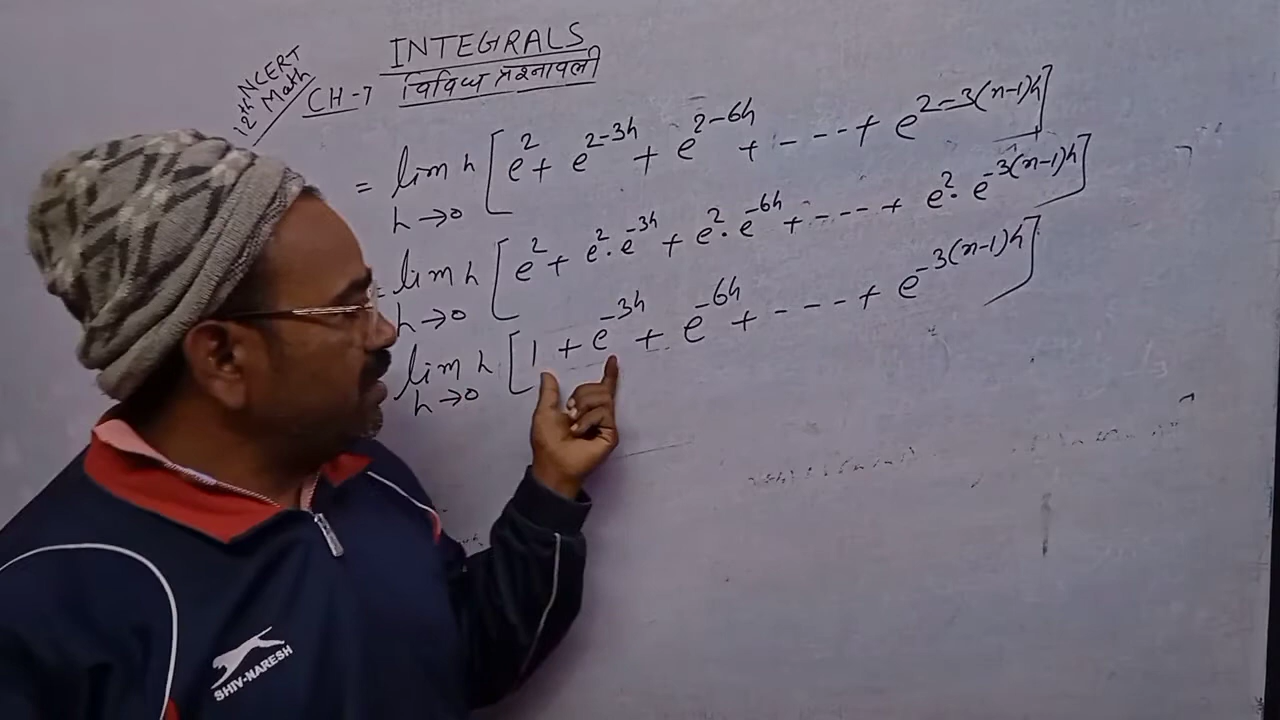 INTEGRALS
12th NCERT Math
CH-7 विविध प्रश्नावली
= lim h→0 h [e² + e^(2-3h) + e^(2-6h) + ---- + e^(2-3(n-1)h)]
= lim h→0 h [e² + e²·e^(-3h) + e²·e^(-6h) + ---- + e²·e^(-3(n-1)h)]
lim h→0 h [1 + e^(-3h) + e^(-6h) + ---- + e^(-3(n-1)h)]
SHIV-NARESH